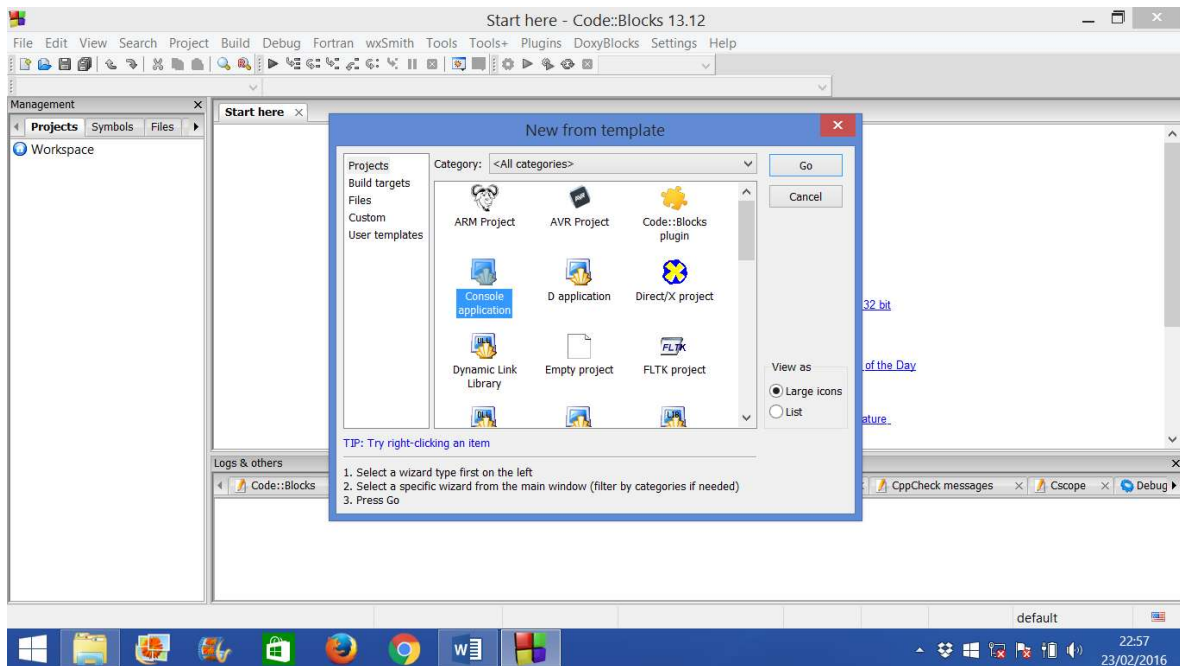 Start here - Code::Blocks 13.12
File Edit View Search Project Build Debug Fortran wxSmith Tools Tools+ Plugins DoxyBlocks Settings Help
Management
Projects Symbols Files
Workspace
Start here
New from template
Projects
Build targets
Files
Custom
User templates
Category: <All categories>
Go
Cancel
ARM Project AVR Project Code::Blocks
plugin
Console
application
D application Direct/X project
Dynamic Link
Library
Empty project FLTK project
View as
Large icons
List
TIP: Try right-clicking an item
1. Select a wizard type first on the left
2. Select a specific wizard from the main window (filter by categories if needed)
3. Press Go
32 bit
of the Day
ature
Logs & others
Code::Blocks
CppCheck messages
Cscope
Debug
default
22:57
23/02/2016